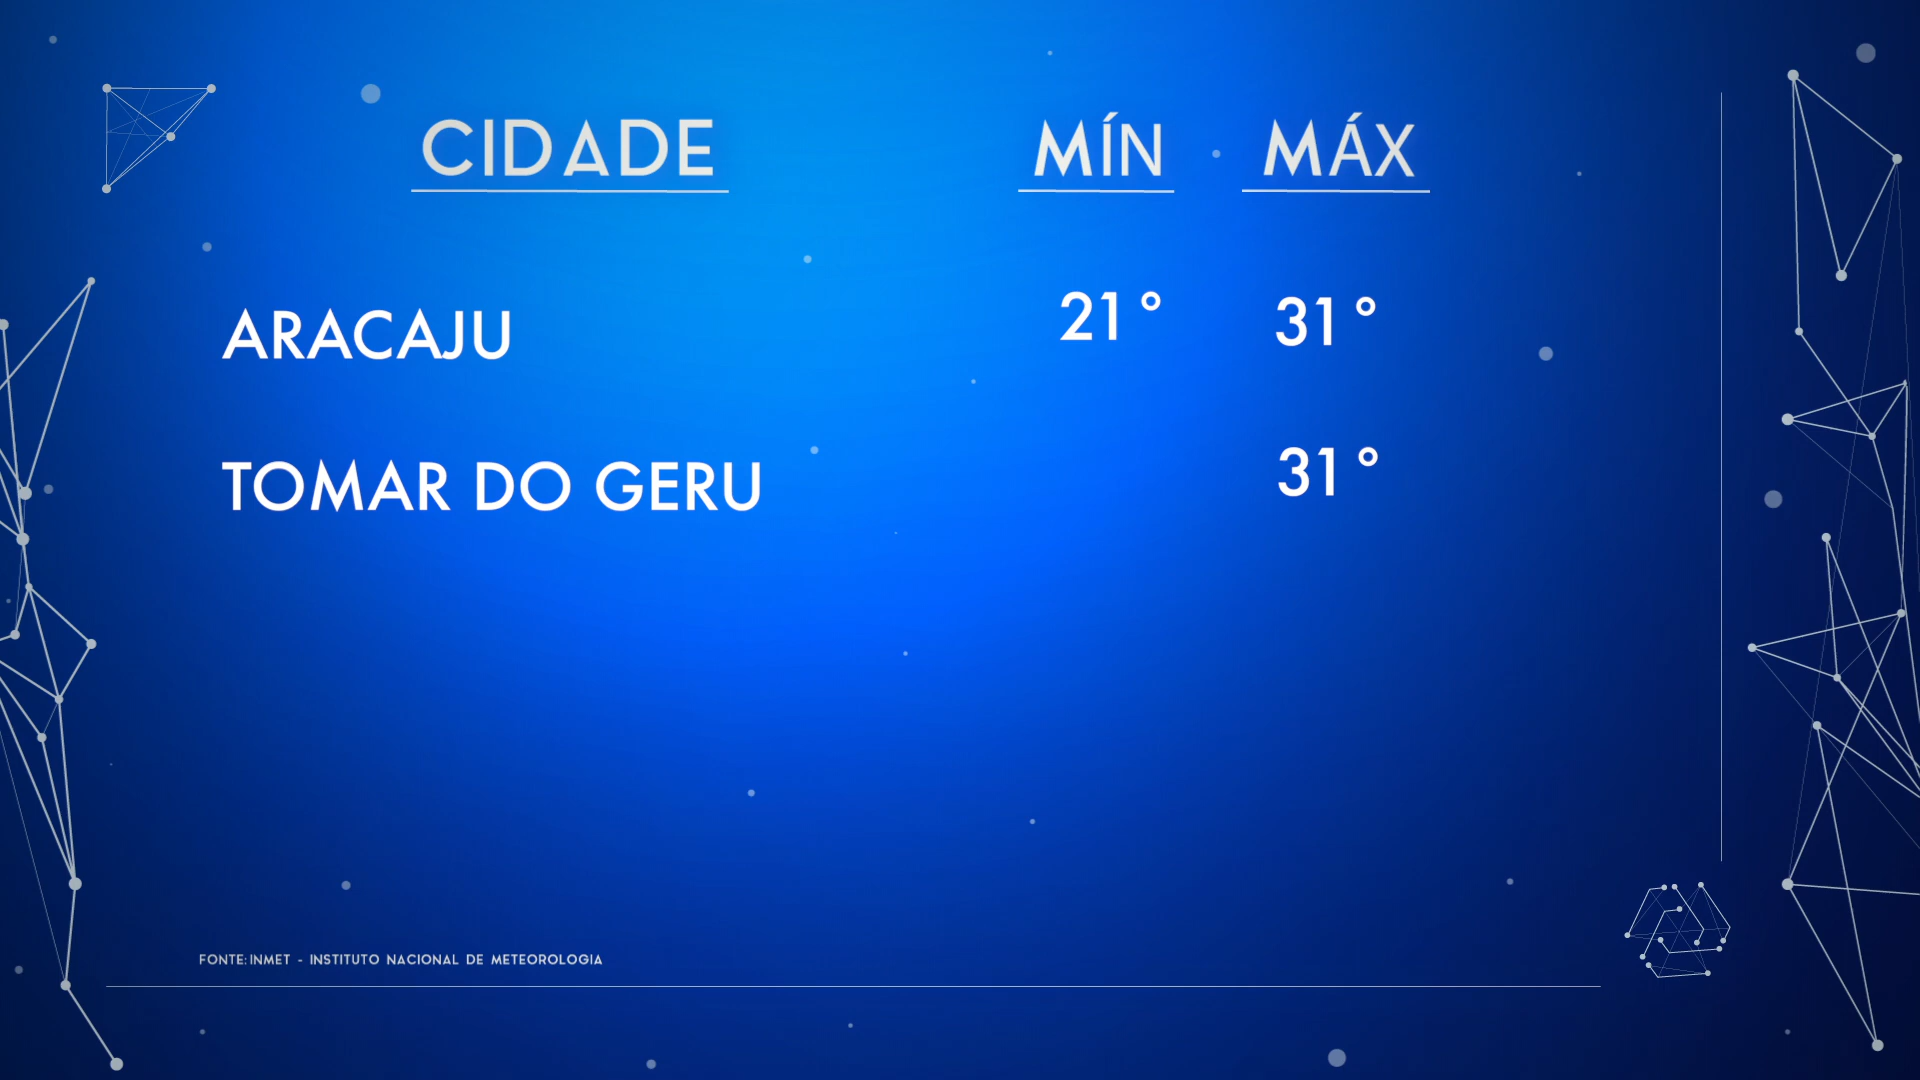 CIDADE MÍN MÁX
ARACAJU 21° 31°
TOMAR DO GERU 31°
FONTE: INMET - INSTITUTO NACIONAL DE METEOROLOGIA